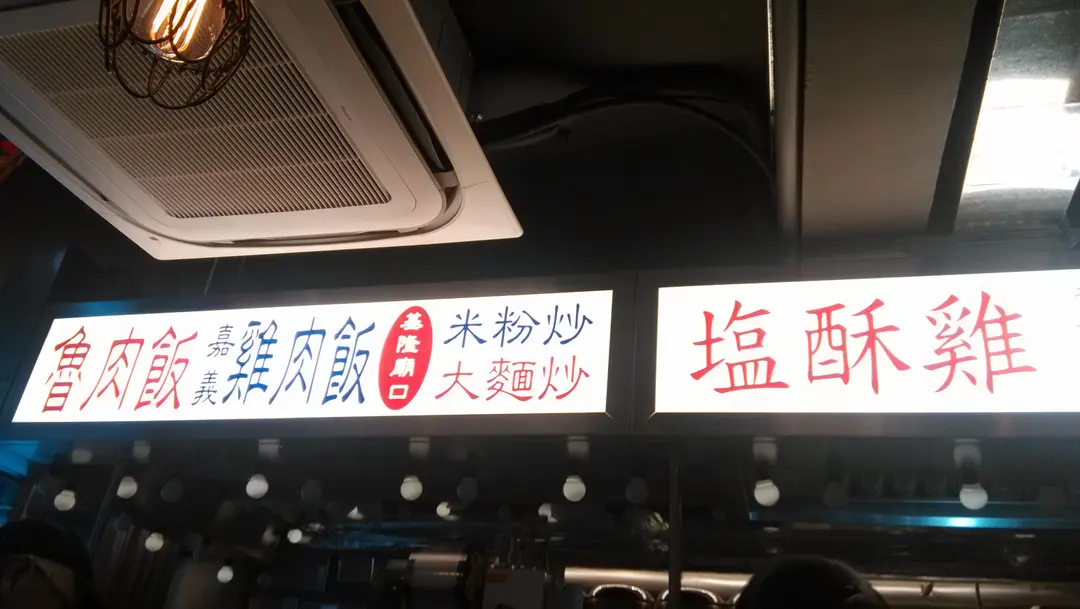 魯肉飯
嘉義
雞肉飯
基隆廟口
米粉炒
大麵炒
塩酥雞